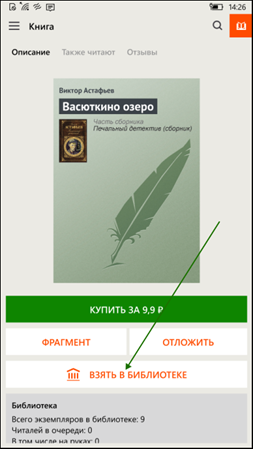 14:26
Книга
Описание Также читают Отзывы
Виктор Астафьев
Васюткино озеро
Часть сборника
Печальный детектив (сборник)
КУПИТЬ ЗА 9,9 ₽
ФРАГМЕНТ ОТЛОЖИТЬ
ВЗЯТЬ В БИБЛИОТЕКЕ
Библиотека
Всего экземпляров в библиотеке: 9
Читалей в очереди: 0
В том числе на руках: 0